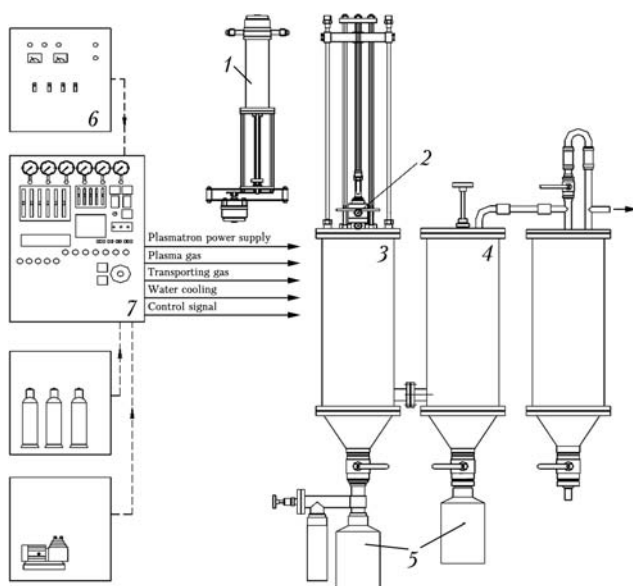 1
2
3
4
5
6
7
Plasmatron power supply
Plasma gas
Transporting gas
Water cooling
Control signal